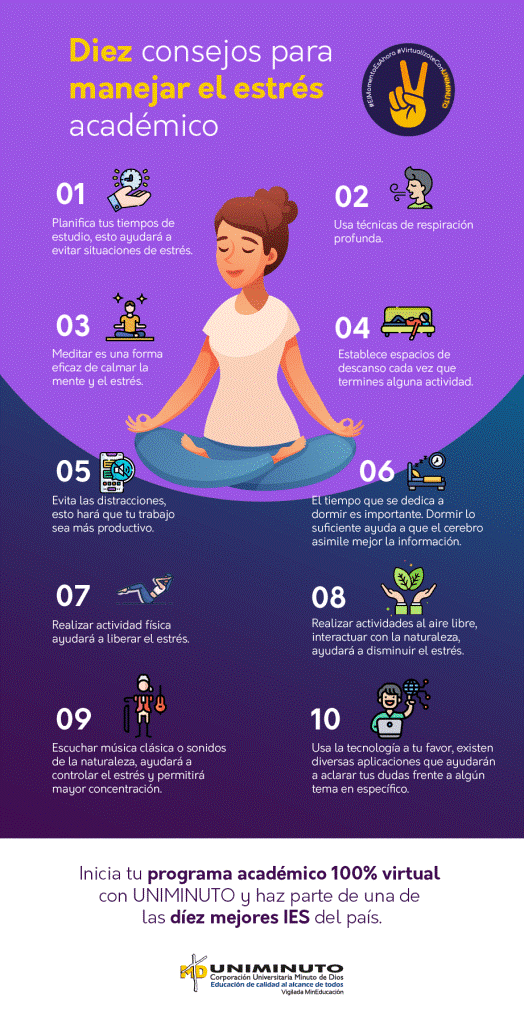 Diez consejos para
manejar el estrés
académico
#ElMomentoEsAhora #VirtualízateConUNIMINUTO
01
Planifica tus tiempos de
estudio, esto ayudará a
evitar situaciones de estrés.
02
Usa técnicas de respiración
profunda.
03
Meditar es una forma
eficaz de calmar la
mente y el estrés.
04
Establece espacios de
descanso cada vez que
termines alguna actividad.
05
Evita las distracciones,
esto hará que tu trabajo
sea más productivo.
06
El tiempo que se dedica a
dormir es importante. Dormir lo
suficiente ayuda a que el cerebro
asimile mejor la información.
07
Realizar actividad física
ayudará a liberar el estrés.
08
Realizar actividades al aire libre,
interactuar con la naturaleza,
ayudará a disminuir el estrés.
09
Escuchar música clásica o sonidos
de la naturaleza, ayudará a
controlar el estrés y permitirá
mayor concentración.
10
Usa la tecnología a tu favor, existen
diversas aplicaciones que ayudarán
a aclarar tus dudas frente a algún
tema en específico.
Inicia tu programa académico 100% virtual
con UNIMINUTO y haz parte de una de
las díez mejores IES del país.
UNIMINUTO
Corporación Universitaria Minuto de Dios
Educación de calidad al alcance de todos
Vigilada MinEducación